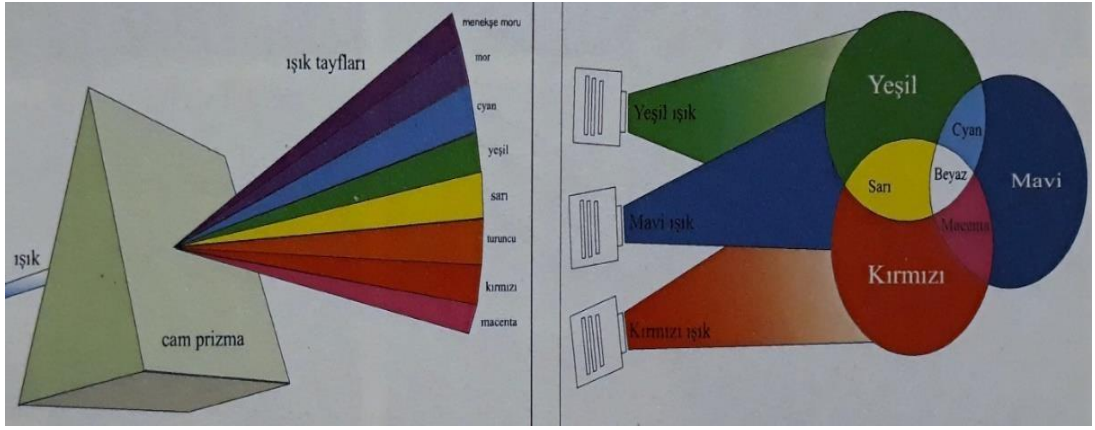 ışık tayfları
menekşe moru
mor
cyan
yeşil
sarı
turuncu
kırmızı
macenta
ışık
cam prizma
Yeşil ışık
Mavi ışık
Kırmızı ışık
Yeşil
Cyan
Sarı
Beyaz
Mavi
Macenta
Kırmızı